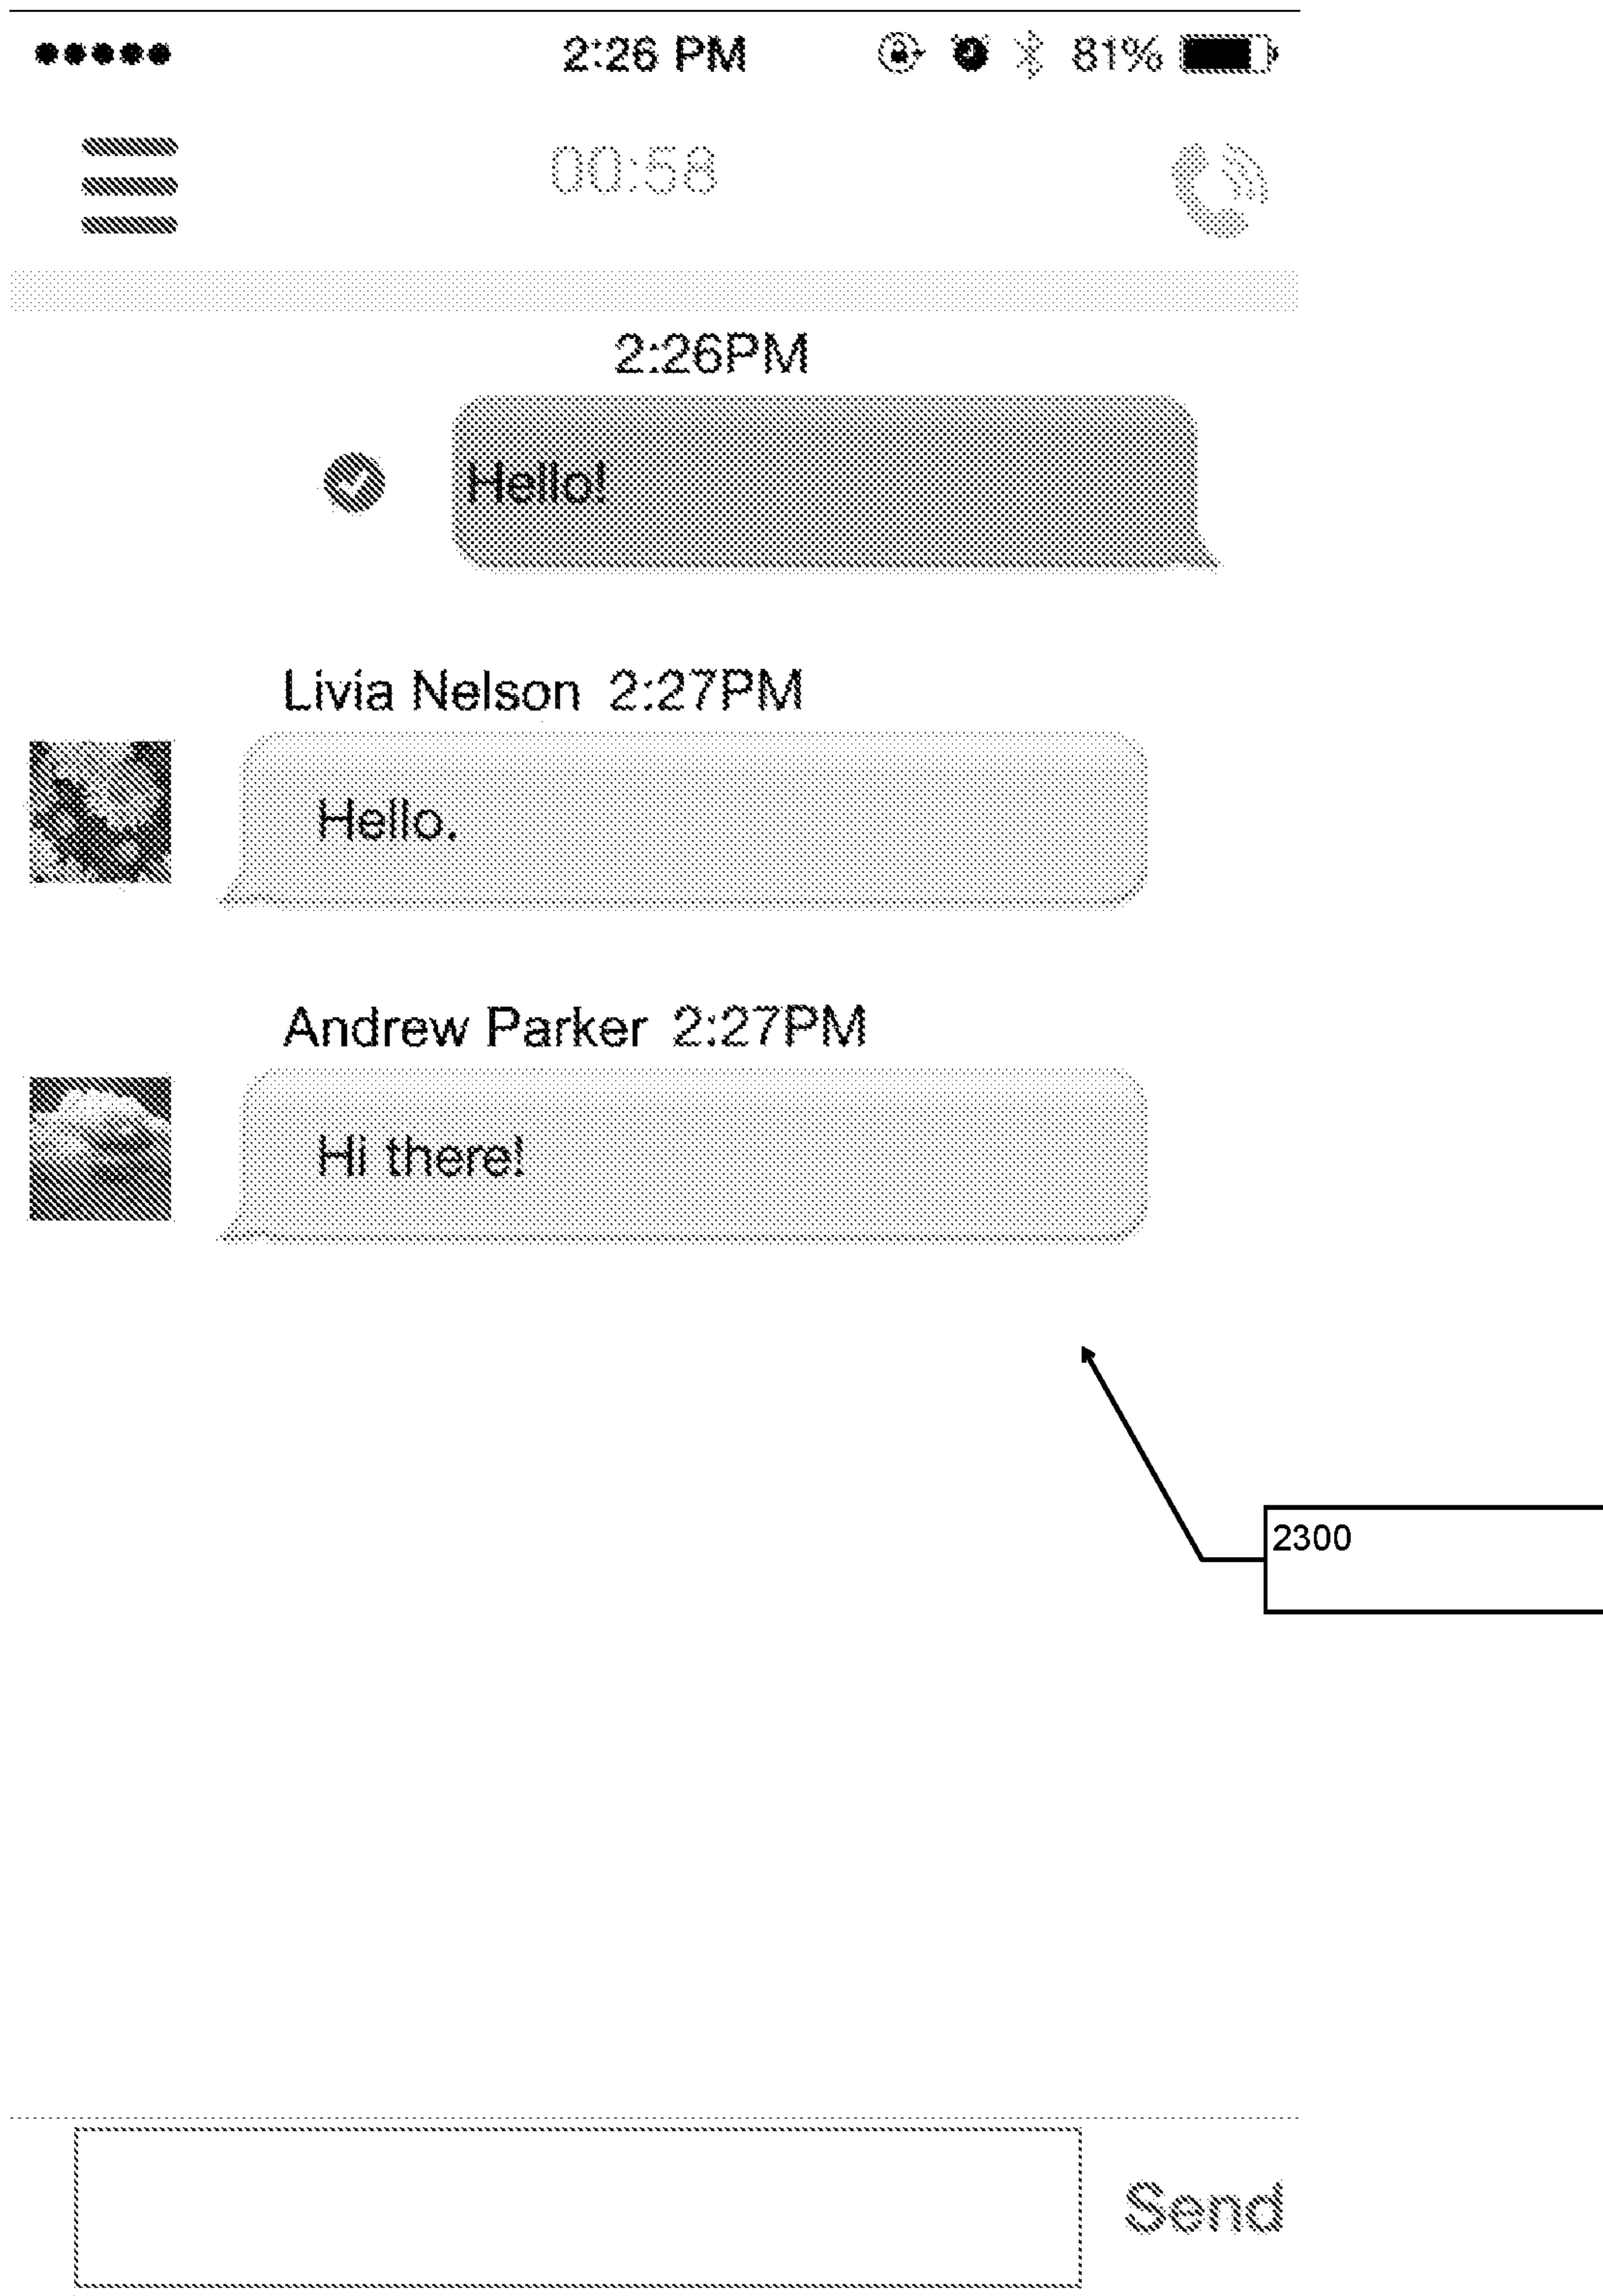 2:26 PM 81%
00:58
2:26PM
Hello!
Livia Nelson 2:27PM
Hello.
Andrew Parker 2:27PM
Hi there!
2300
Send